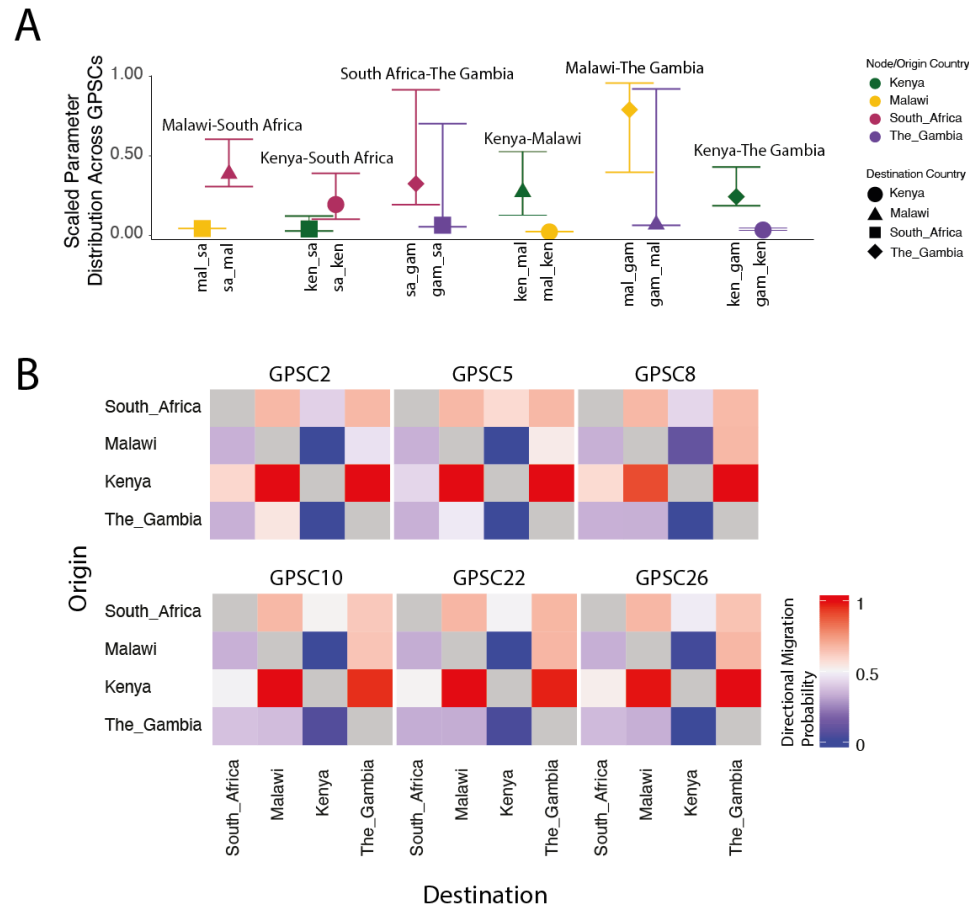 A
Scaled Parameter
Distribution Across GPSCs
1.00
0.50
0.00
Malawi-South Africa
Kenya-South Africa
South Africa-The Gambia
Kenya-Malawi
Malawi-The Gambia
Kenya-The Gambia
mal_sa
sa_mal
ken_sa
sa_ken
sa_gam
gam_sa
ken_mal
mal_ken
mal_gam
gam_mal
ken_gam
gam_ken
Node/Origin Country
Kenya
Malawi
South_Africa
The_Gambia
Destination Country
Kenya
Malawi
South_Africa
The_Gambia
B
GPSC2 GPSC5 GPSC8
South_Africa
Malawi
Kenya
The_Gambia
Origin
GPSC10 GPSC22 GPSC26
South_Africa
Malawi
Kenya
The_Gambia
South_Africa
Malawi
Kenya
The_Gambia
South_Africa
Malawi
Kenya
The_Gambia
South_Africa
Malawi
Kenya
The_Gambia
Destination
Directional Migration
Probability
1
0.5
0